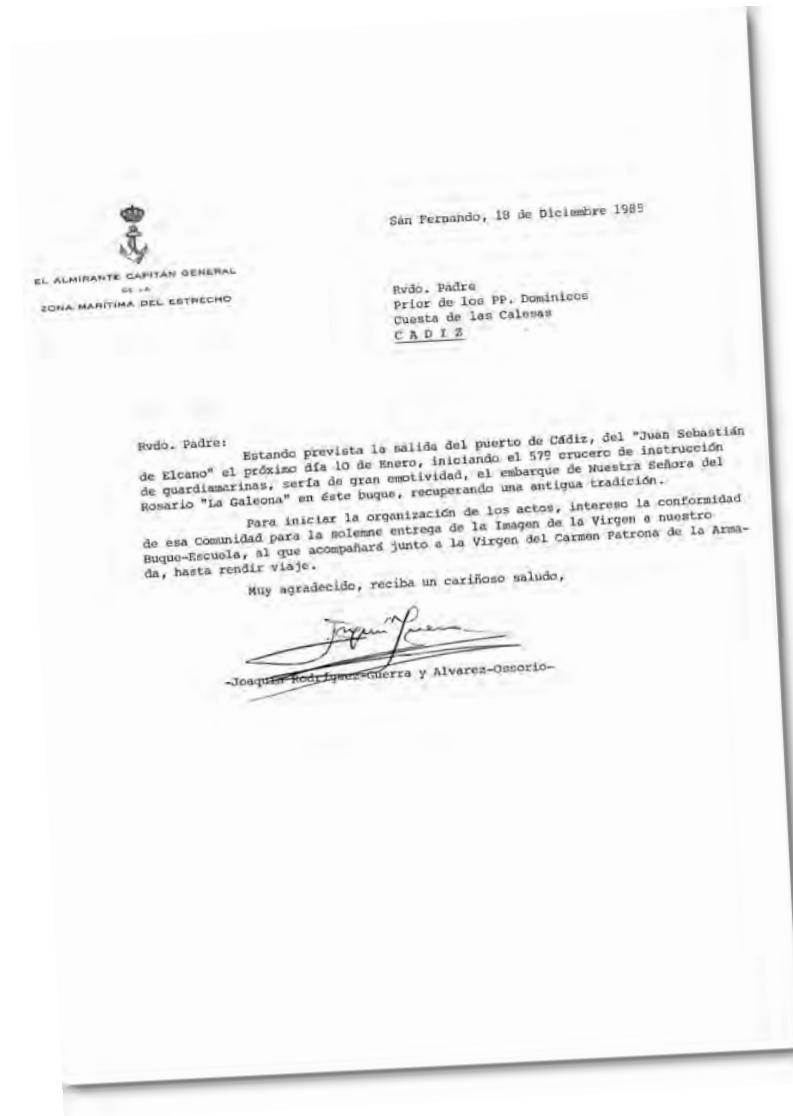 EL ALMIRANTE CAPITÁN GENERAL
DE LA
ZONA MARÍTIMA DEL ESTRECHO
San Fernando, 18 de Diciembre 1985
Rvdo. Padre
Prior de los PP. Dominicos
Cuesta de las Calesas
C A D I Z
Rvdo. Padre:
Estando prevista la salida del puerto de Cádiz, del "Juan Sebastián
de Elcano" el próximo día 10 de Enero, iniciando el 57º crucero de instrucción
de guardiamarinas, sería de gran emotividad, el embarque de Nuestra Señora del
Rosario "La Galeona" en éste buque, recuperando una antigua tradición.
Para iniciar la organización de los actos, intereso la conformidad
de esa Comunidad para la solemne entrega de la Imagen de la Virgen a nuestro
Buque-Escuela, al que acompañará junto a la Virgen del Carmen Patrona de la Arma-
da, hasta rendir viaje.
Muy agradecido, reciba un cariñoso saludo,
-Joaquín Rodríguez-Guerra y Alvarez-Ossorio-